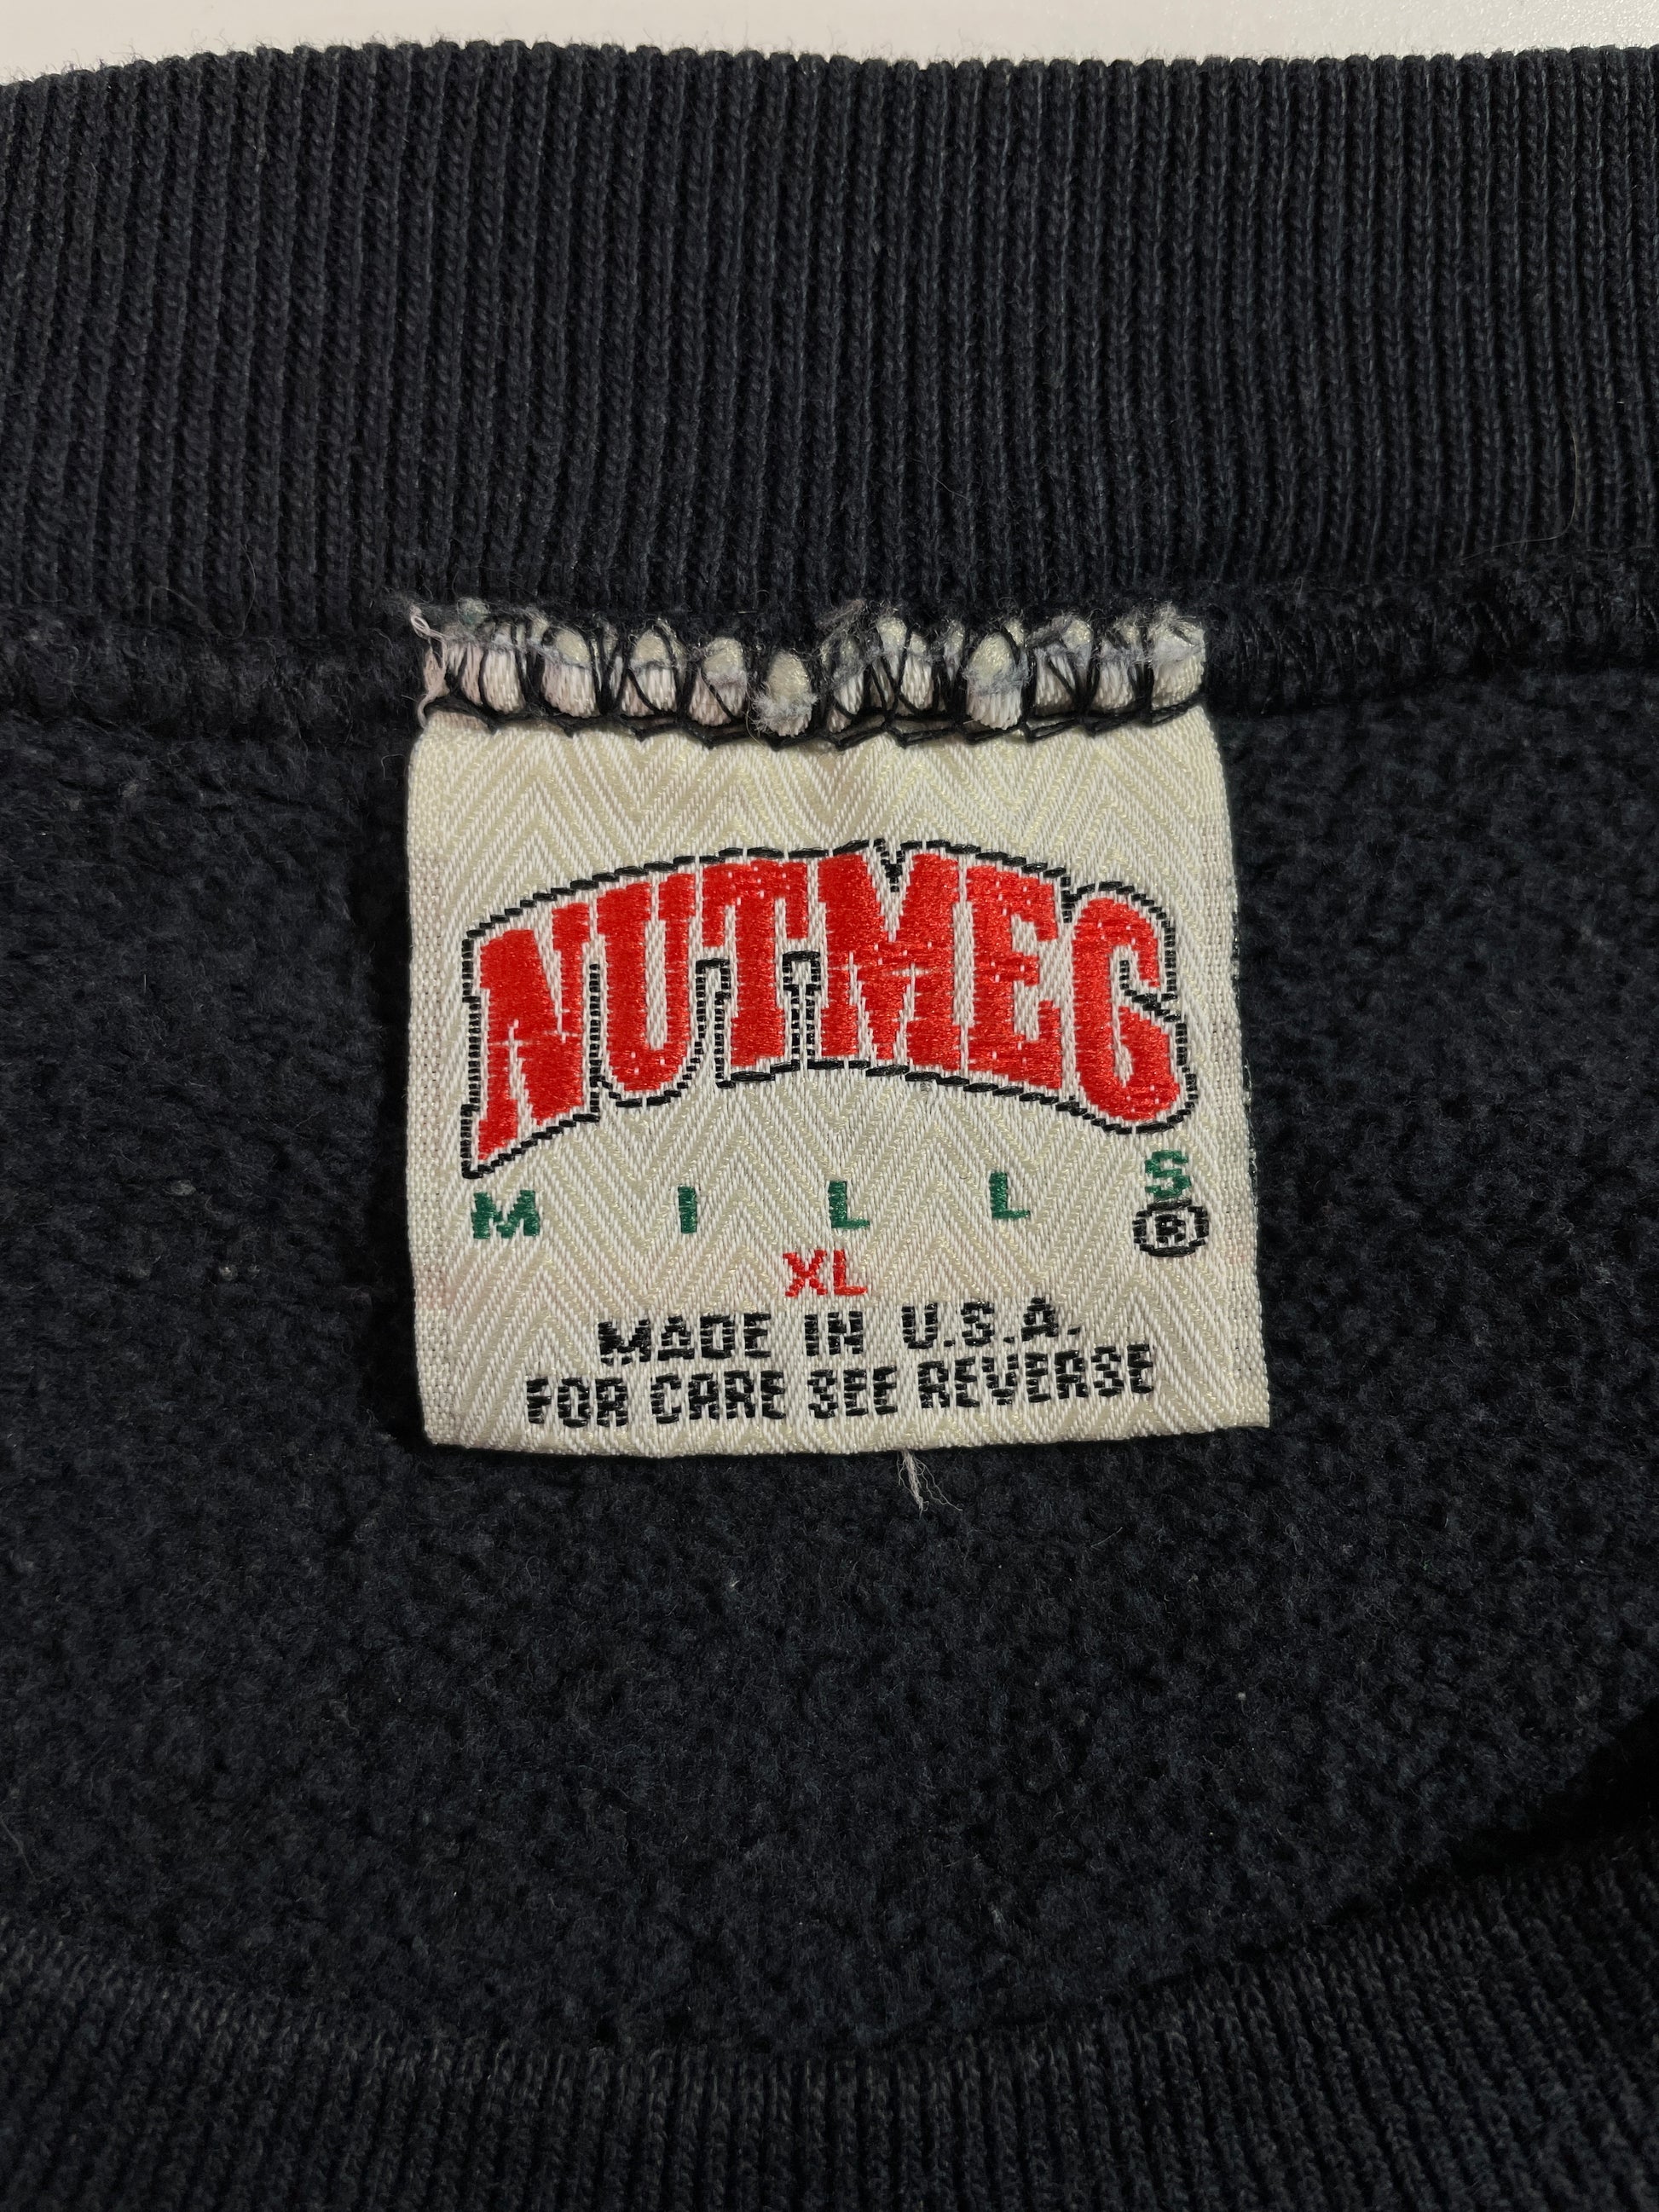 NUTMEG
MILLS ®
XL
MADE IN U.S.A.
FOR CARE SEE REVERSE